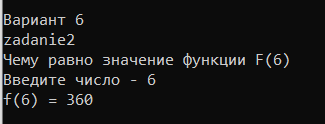 Вариант 6
zadanie2
Чему равно значение функции F(6)
Введите число - 6
f(6) = 360